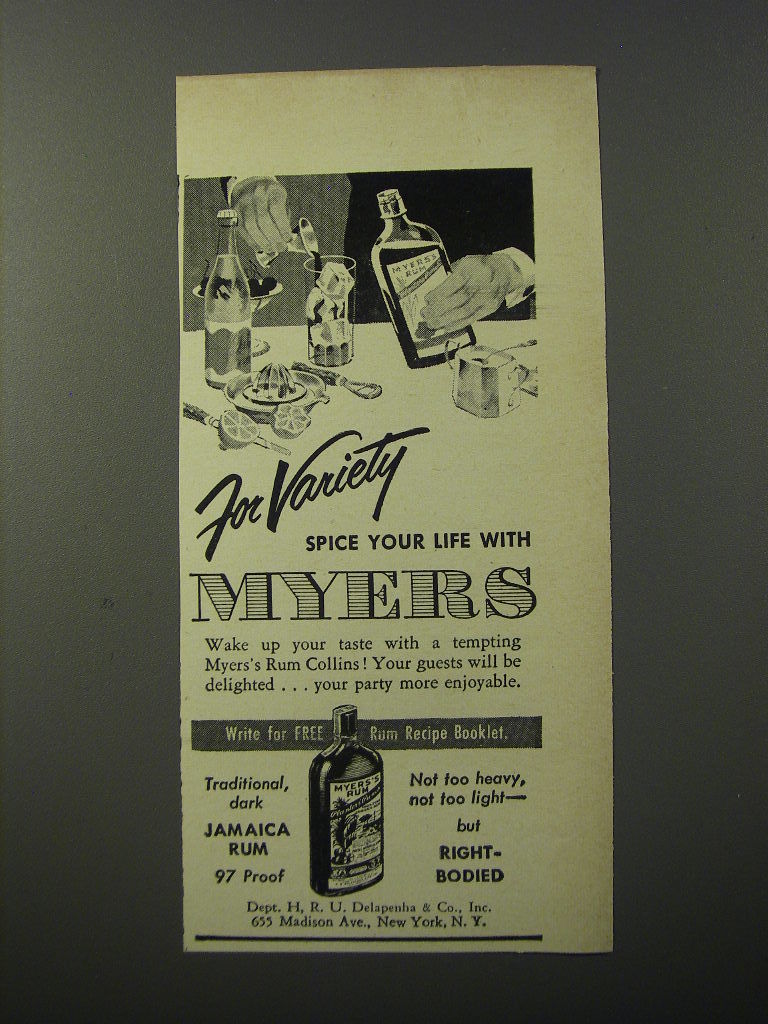 MYERS'S
RUM
For Variety
SPICE YOUR LIFE WITH
MYERS
Wake up your taste with a tempting
Myers's Rum Collins! Your guests will be
delighted . . . your party more enjoyable.
Write for FREE Rum Recipe Booklet.
Traditional,
dark
JAMAICA
RUM
97 Proof
MYERS'S
RUM
Not too heavy,
not too light—
but
RIGHT-
BODIED
Dept. H, R. U. Delapenha & Co., Inc.
655 Madison Ave., New York, N. Y.